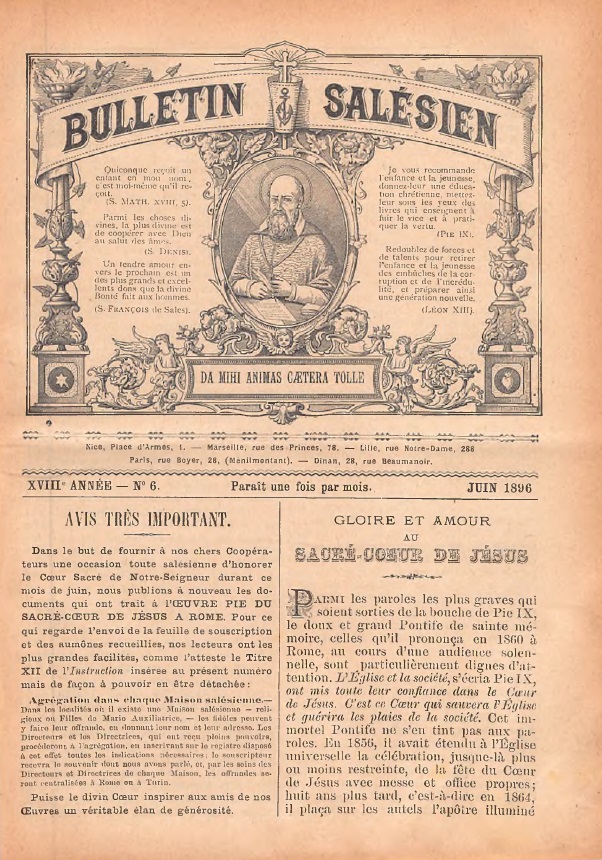 BULLETIN SALÉSIEN
Quiconque reçoit un
enfant en mon nom,
c'est moi-même qu'il re-
çoit.
(S. MATH. XVIII, 5).
Parmi les choses di-
vines, la plus divine est
de coopérer avec Dieu
au salut des âmes.
(S. DENIS).
Un tendre amour en-
vers le prochain est un
des plus grands et excel-
lents dons que la divine
Bonté fait aux hommes.
(S. FRANÇOIS de Sales).
Je vous recommande
l'enfance et la jeunesse,
donnez-leur une éduca-
tion chrétienne, mettez-
leur sous les yeux des
livres qui enseignent à
fuir le vice et à prati-
quer la vertu.
(PIE IX).
Redoublez de forces et
de talents pour retirer
l'enfance et la jeunesse
des embûches de la cor-
ruption et de l'incrédu-
lité, et préparer ainsi
une génération nouvelle.
(LÉON XIII).
DA MIHI ANIMAS CÆTERA TOLLE
Nice, Place d'Armes, 1. — Marseille, rue des Princes, 78. — Lille, rue Notre-Dame, 288
Paris, rue Boyer, 28, (Ménilmontant). — Dinan, 28, rue Beaumanoir.
XVIIIe ANNÉE — N° 6. Paraît une fois par mois. JUIN 1896
AVIS TRÈS IMPORTANT.
Dans le but de fournir à nos chers Coopéra-
teurs une occasion toute salésienne d'honorer
le Cœur Sacré de Notre-Seigneur durant ce
mois de juin, nous publions à nouveau les do-
cuments qui ont trait à l'ŒUVRE PIE DU
SACRÉ-CŒUR DE JÉSUS A ROME. Pour ce
qui regarde l'envoi de la feuille de souscription
et des aumônes recueillies, nos lecteurs ont les
plus grandes facilités, comme l'atteste le Titre
XII de l'Instruction insérée au présent numéro
mais de façon à pouvoir en être détachée:
Agrégation dans chaque Maison salésienne.—
Dans les localités où il existe une Maison salésienne - reli-
gieux ou Filles de Marie Auxiliatrice, - les fidèles peuvent
y faire leur offrande, en donnant leur nom et leur adresse. Les
Directeurs et les Directrices, qui ont reçu pleins pouvoirs,
procéderont à l'agrégation, en inscrivant sur le registre disposé
à cet effet toutes les indications nécessaires; le souscripteur
recevra le souvenir dont nous avons parlé, et, par les soins des
Directeurs et Directrices de chaque Maison, les offrandes se-
ront centralisées à Rome ou à Turin.
Puisse le divin Cœur inspirer aux amis de nos
Œuvres un véritable élan de générosité.
GLOIRE ET AMOUR
AU
SACRÉ-CŒUR DE JÉSUS
PARMI les paroles les plus graves qui
soient sorties de la bouche de Pie IX,
le doux et grand Pontife de sainte mé-
moire, celles qu'il prononça en 1860 à
Rome, au cours d'une audience solen-
nelle, sont particulièrement dignes d'at-
tention. L'Église et la société, s'écria Pie IX,
ont mis toute leur confiance dans le Cœur
de Jésus. C'est ce Cœur qui sauvera l'Église
et guérira les plaies de la société. Cet im-
mortel Pontife ne s'en tint pas aux pa-
roles. En 1856, il avait étendu à l'Église
universelle la célébration, jusque-là plus
ou moins restreinte, de la fête du Cœur
de Jésus avec messe et office propres;
huit ans plus tard, c'est-à-dire en 1864,
il plaça sur les autels l'apôtre illuminé